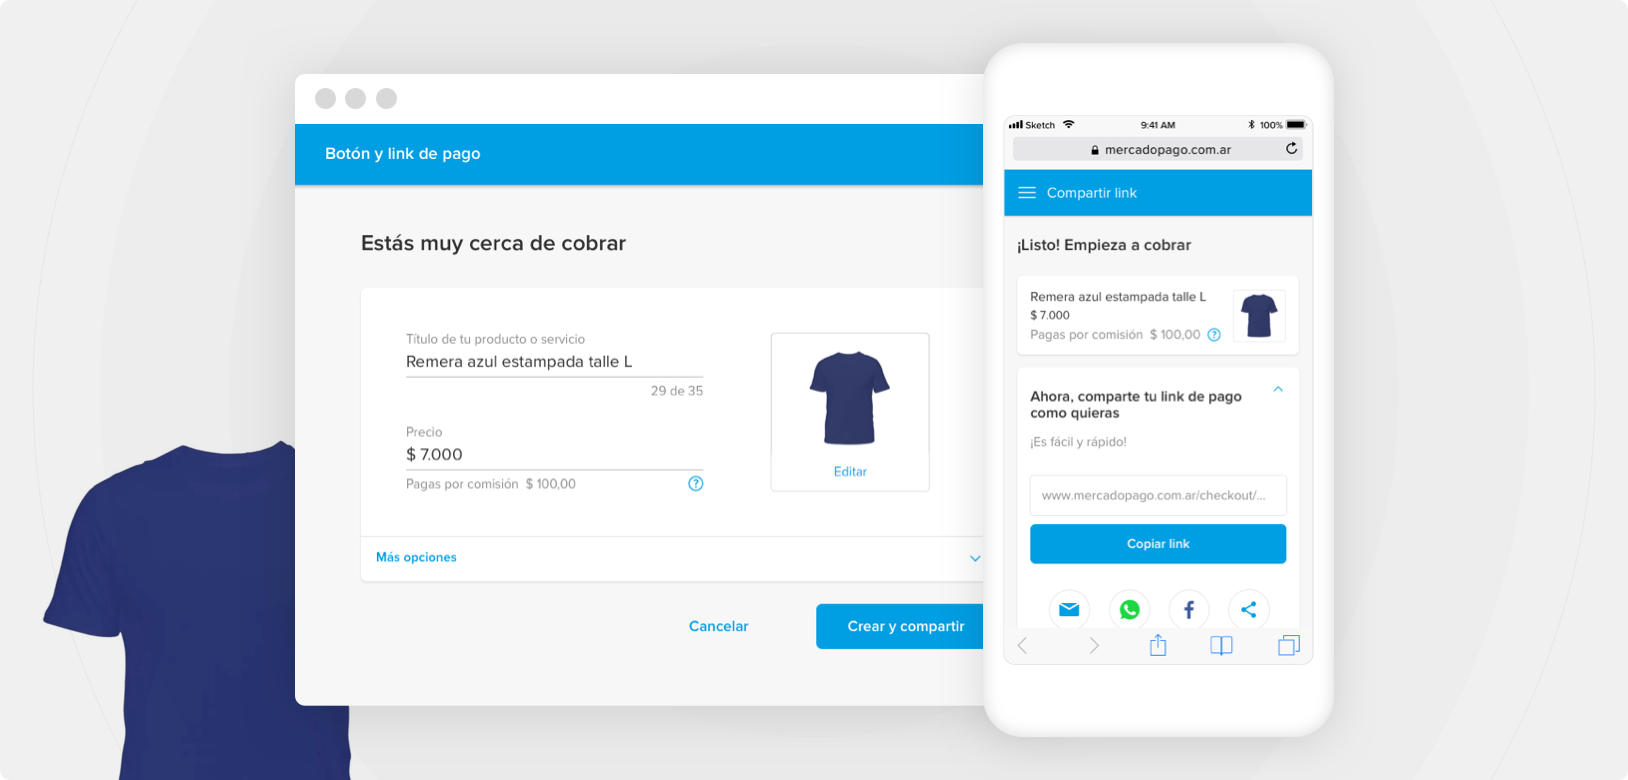 Botón y link de pago
Estás muy cerca de cobrar
Título de tu producto o servicio
Remera azul estampada talle L
29 de 35
Precio
$ 7.000
Pagas por comisión $ 100,00
?
Editar
Más opciones
Cancelar
Crear y compartir
Sketch 9:41 AM 100%
mercadopago.com.ar
Compartir link
¡Listo! Empieza a cobrar
Remera azul estampada talle L
$ 7.000
Pagas por comisión $ 100,00 ?
Ahora, comparte tu link de pago
como quieras
¡Es fácil y rápido!
www.mercadopago.com.ar/checkout/...
Copiar link